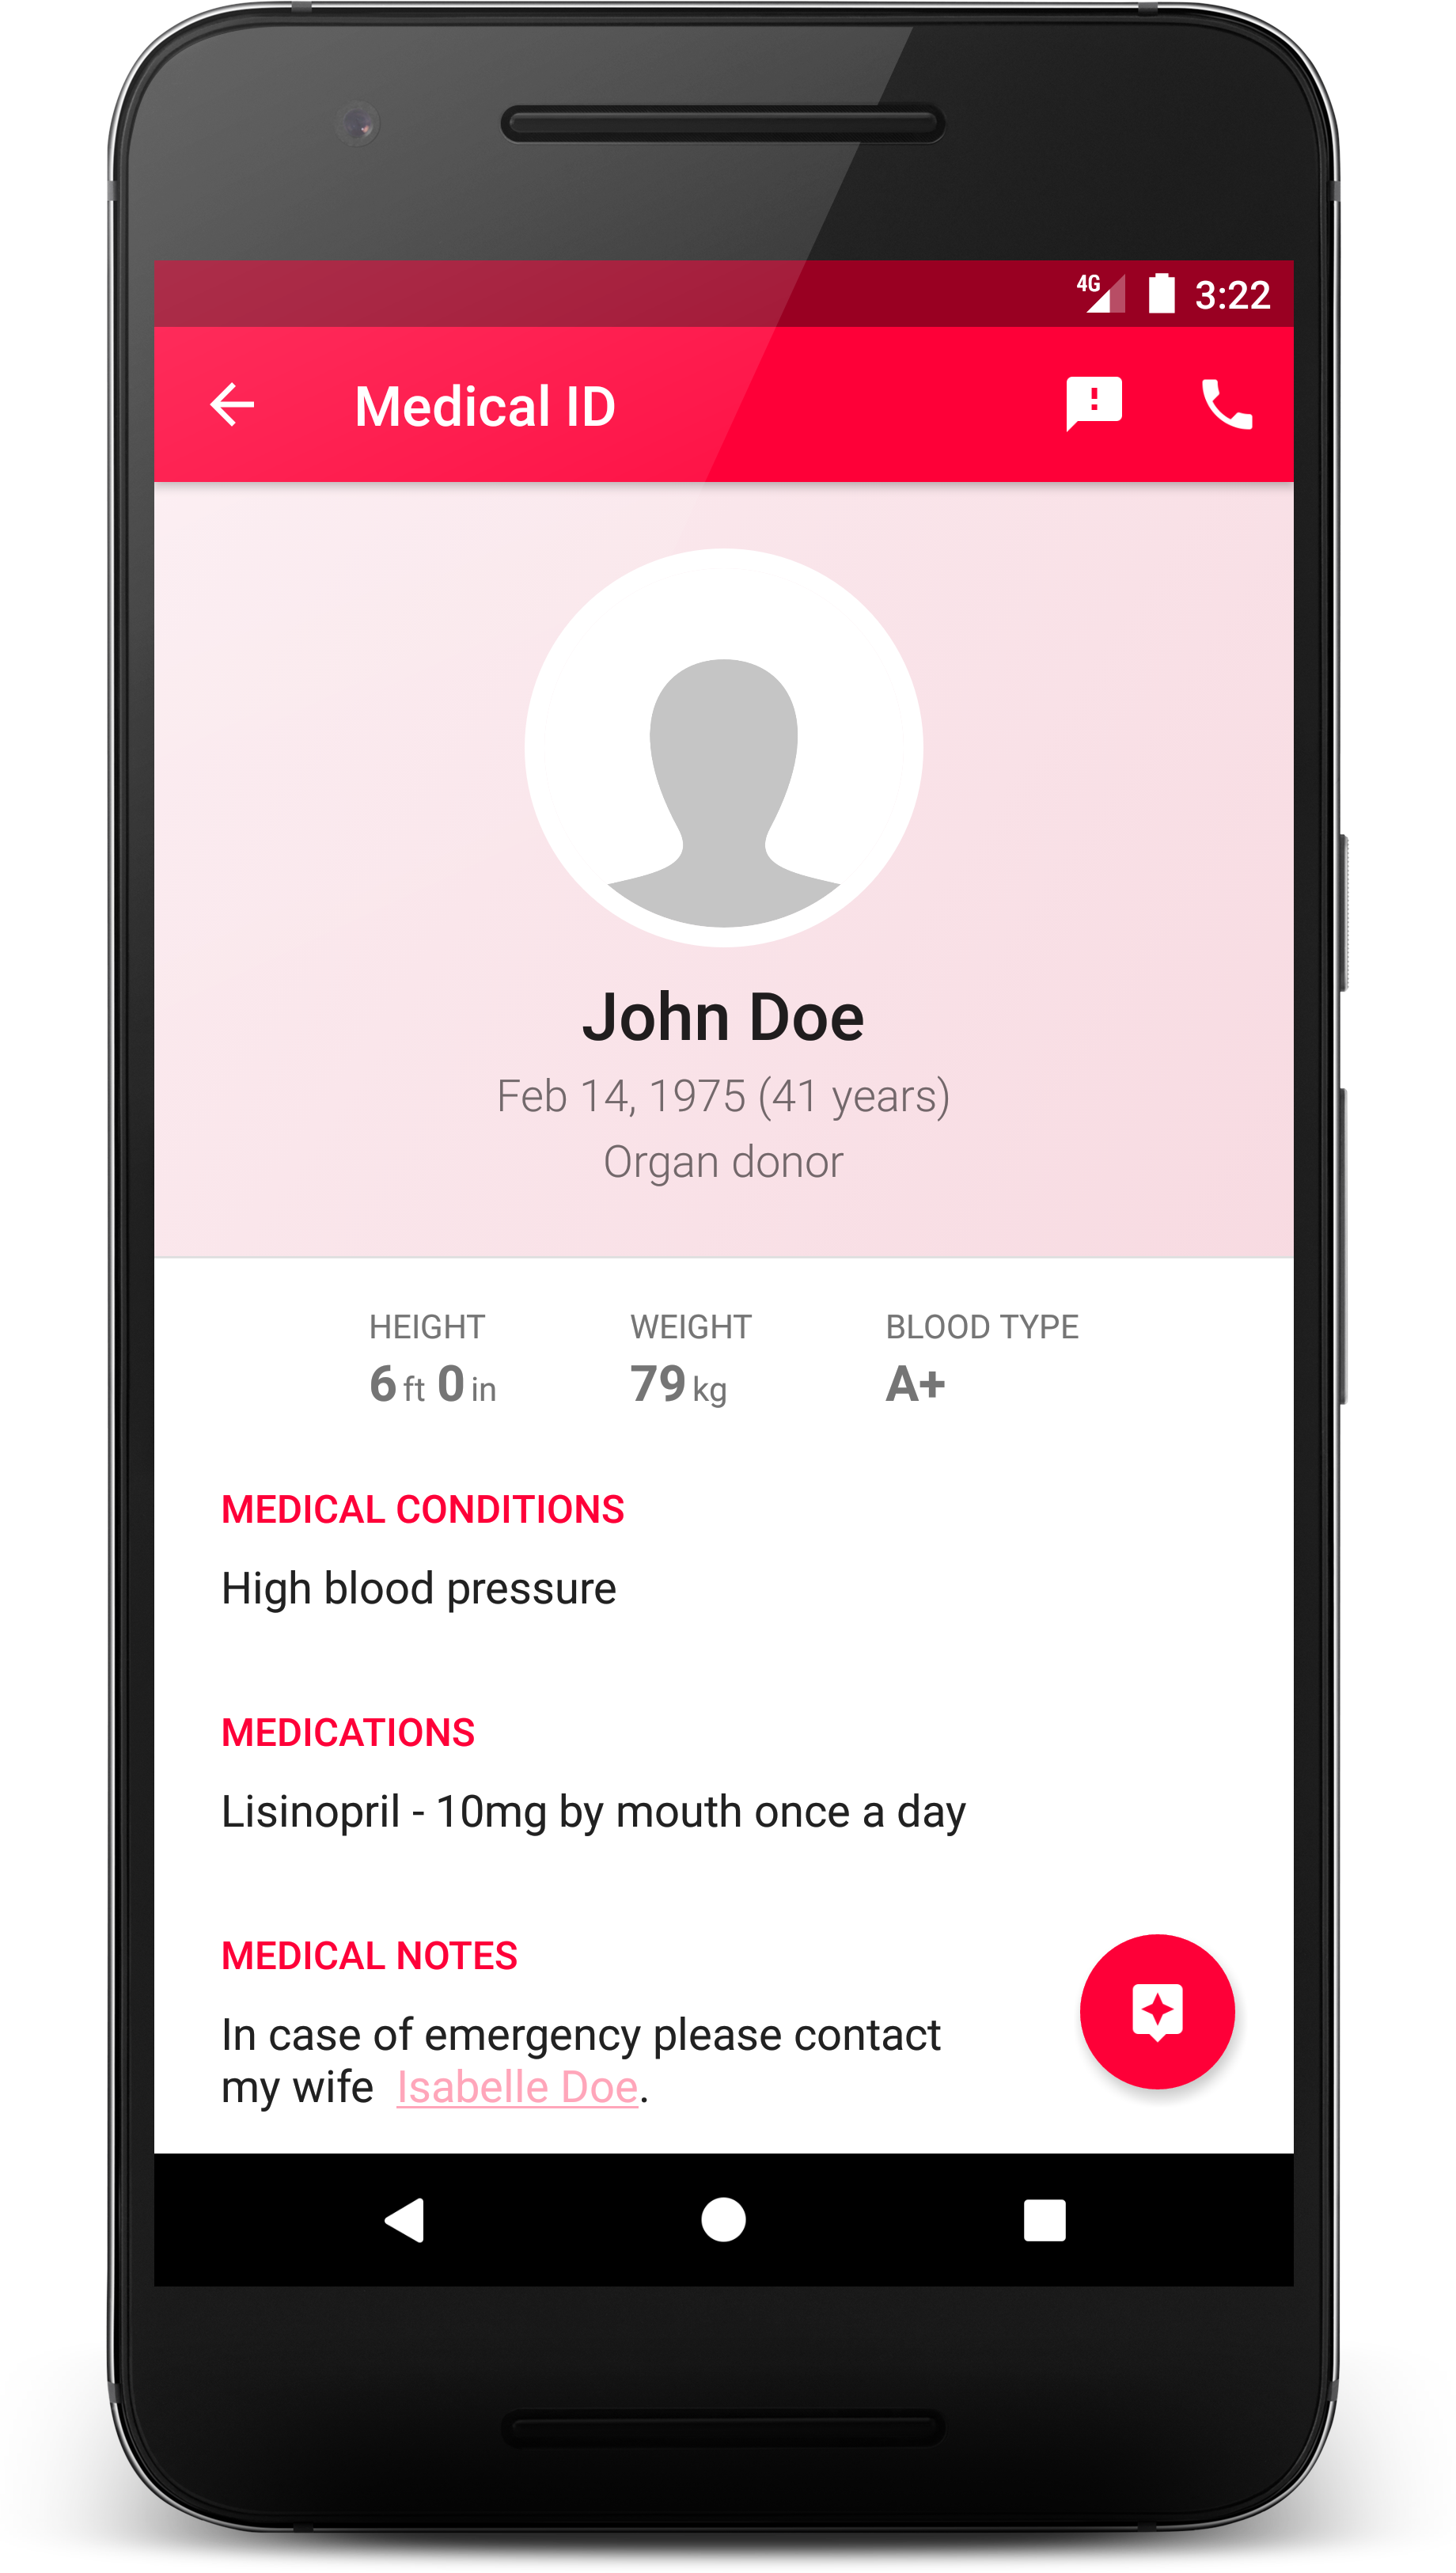 4G 3:22
Medical ID
John Doe
Feb 14, 1975 (41 years)
Organ donor
HEIGHT WEIGHT BLOOD TYPE
6 ft 0 in 79 kg A+
MEDICAL CONDITIONS
High blood pressure
MEDICATIONS
Lisinopril - 10mg by mouth once a day
MEDICAL NOTES
In case of emergency please contact
my wife Isabelle Doe.